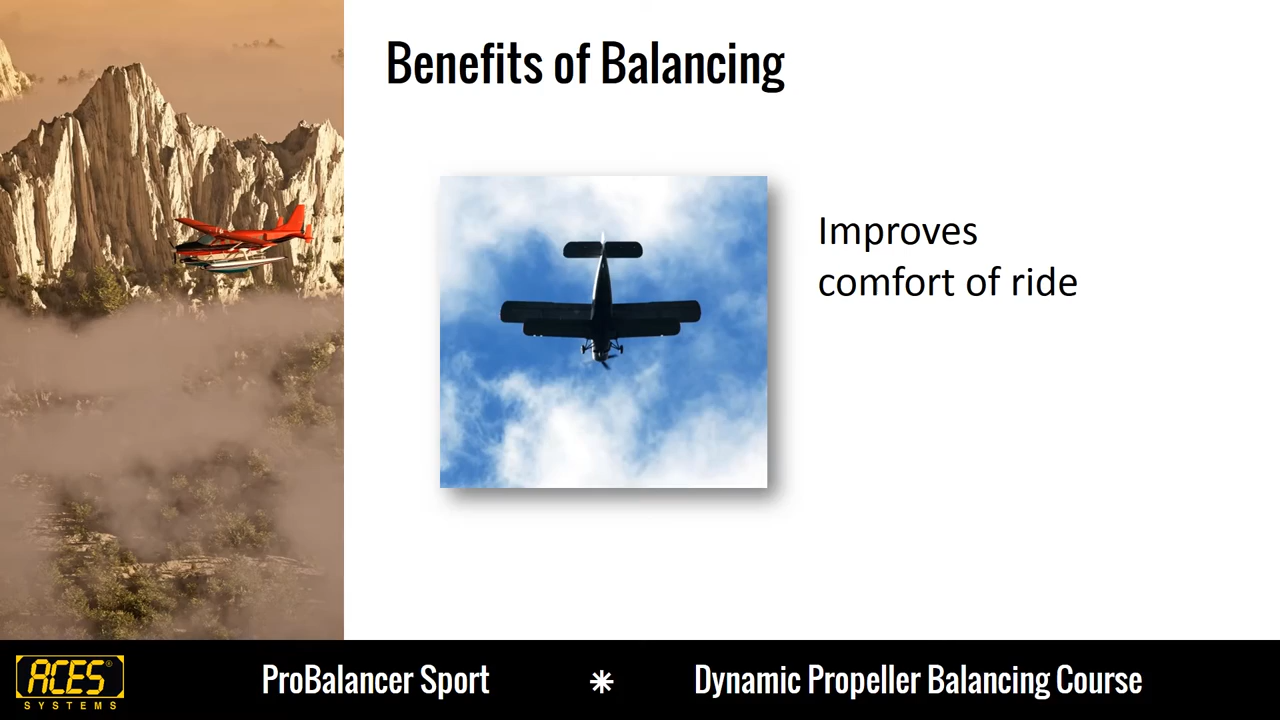 Benefits of Balancing
Improves
comfort of ride
ACES®
SYSTEMS
ProBalancer Sport
Dynamic Propeller Balancing Course